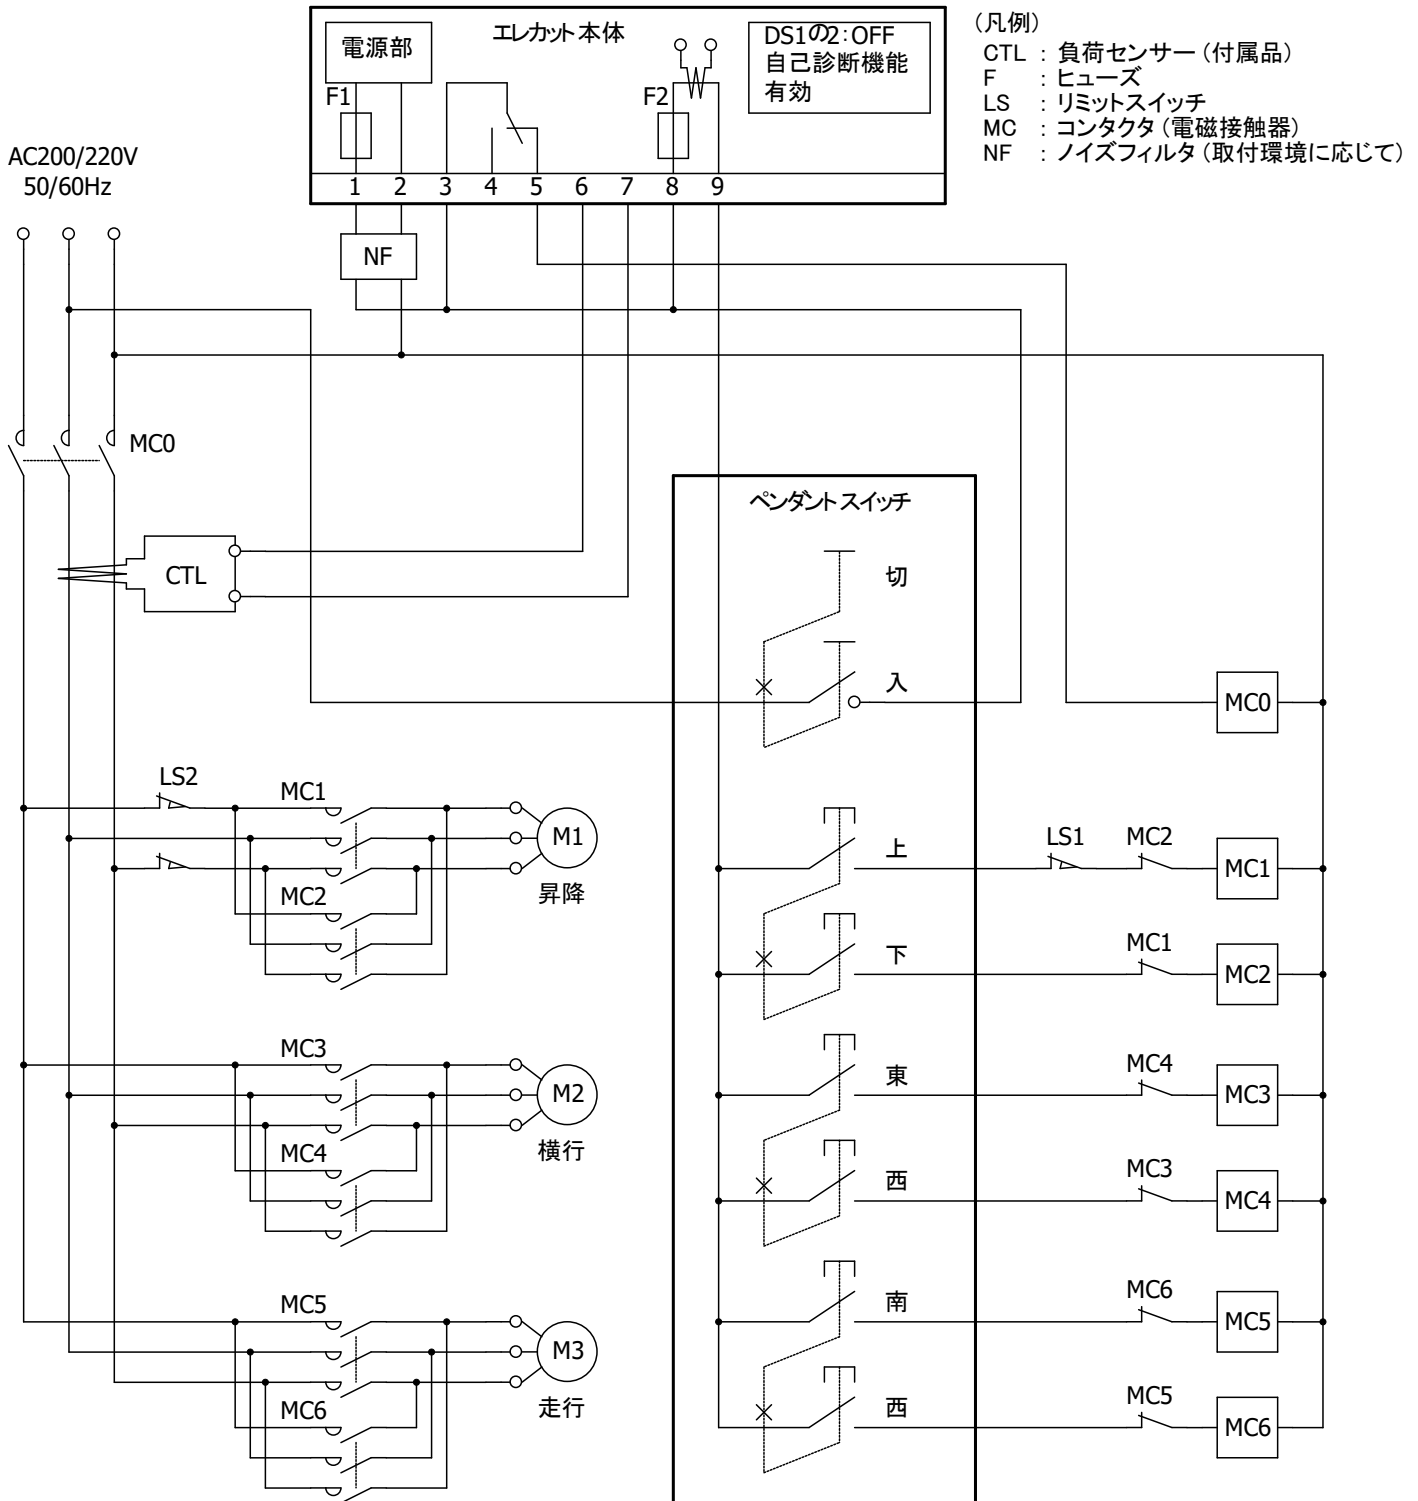 エレカット本体
電源部
DS1の2：OFF
自己診断機能
有効
F1
F2
1 2 3 4 5 6 7 8 9
（凡例）
CTL ： 負荷センサー（付属品）
F ： ヒューズ
LS ： リミットスイッチ
MC ： コンタクタ（電磁接触器）
NF ： ノイズフィルタ（取付環境に応じて）
AC200/220V
50/60Hz
NF
MC0
CTL
ペンダントスイッチ
切
入
MC0
LS2
MC1
M1
昇降
MC2
上
LS1
MC2
MC1
下
MC1
MC2
MC3
M2
横行
MC4
東
MC4
MC3
西
MC3
MC4
MC5
M3
走行
MC6
南
MC6
MC5
西
MC5
MC6